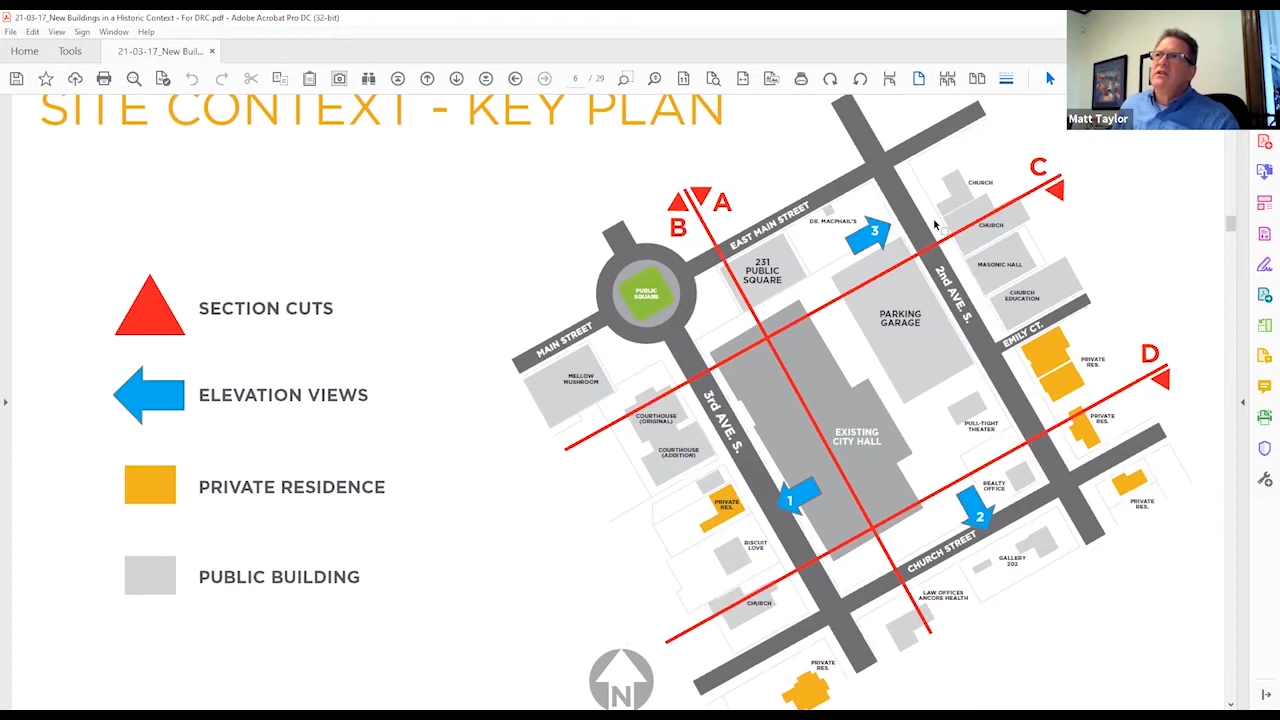 21-03-17_New Buildings in a Historic Context - For DRC.pdf - Adobe Acrobat Pro DC (32-bit)
File Edit View Sign Window Help
Home Tools 21-03-17_New Buil... ×
6 / 29
Matt Taylor
SITE CONTEXT - KEY PLAN
SECTION CUTS
ELEVATION VIEWS
PRIVATE RESIDENCE
PUBLIC BUILDING
A
B
C
D
EAST MAIN STREET
DR. MACPHAIL'S
3
CHURCH
CHURCH
MASONIC HALL
CHURCH
EDUCATION
231
PUBLIC
SQUARE
PUBLIC
SQUARE
PARKING
GARAGE
2nd AVE. S.
EMILY CT.
MAIN STREET
MELLOW
MUSHROOM
PRIVATE
RES.
COURTHOUSE
(ORIGINAL)
3rd AVE. S.
COURTHOUSE
(ADDITION)
EXISTING
CITY HALL
PULL-TIGHT
THEATER
PRIVATE
RES.
REALTY
OFFICE
1
2
PRIVATE
RES.
PRIVATE
RES.
BISCUIT
LOVE
CHURCH STREET
GALLERY
202
LAW OFFICES
ANCORE HEALTH
CHURCH
PRIVATE
RES.
N